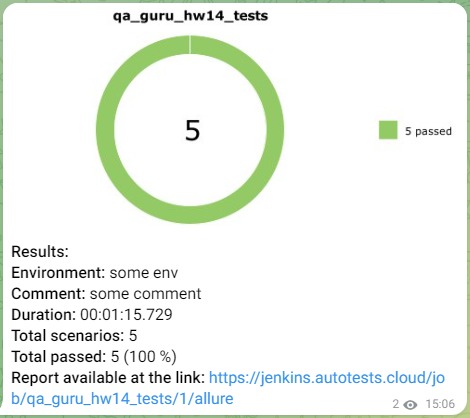 qa_guru_hw14_tests
5
5 passed
Results:
Environment: some env
Comment: some comment
Duration: 00:01:15.729
Total scenarios: 5
Total passed: 5 (100 %)
Report available at the link: https://jenkins.autotests.cloud/jo
b/qa_guru_hw14_tests/1/allure
2 15:06